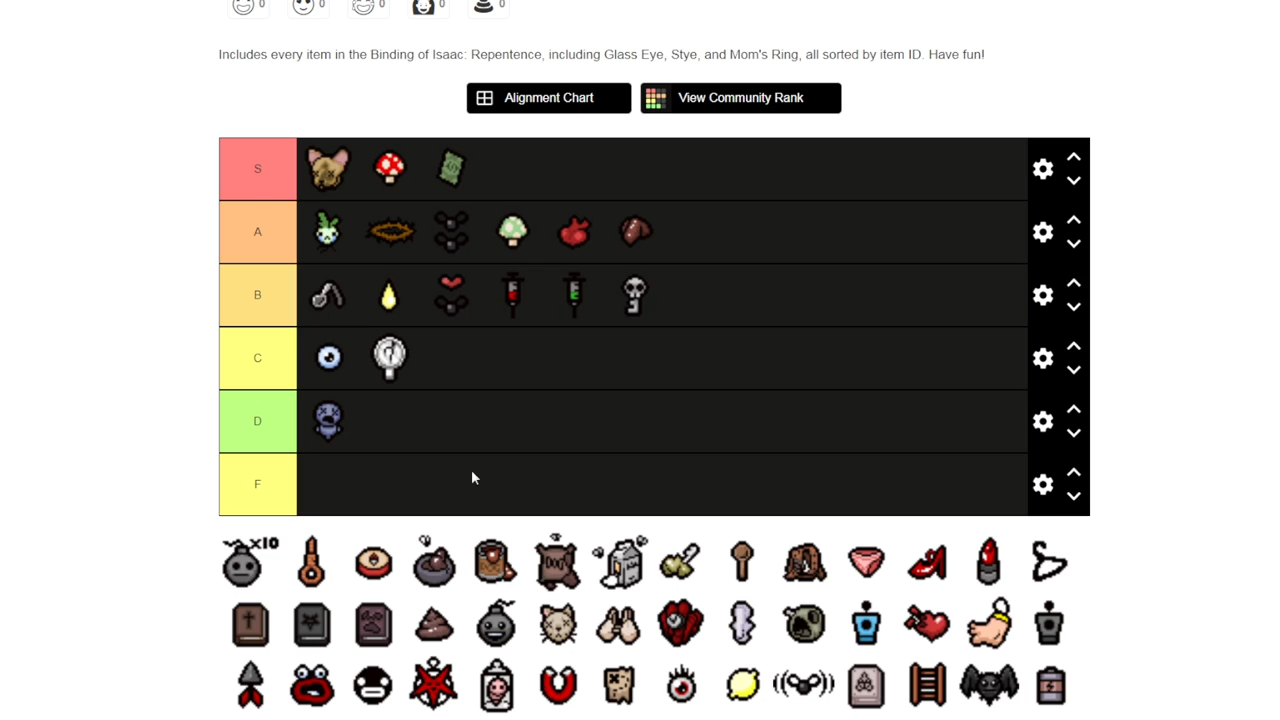 0 0 0 0 0
Includes every item in the Binding of Isaac: Repentence, including Glass Eye, Stye, and Mom's Ring, all sorted by item ID. Have fun!
Alignment Chart View Community Rank
S
A
B
C
D
F
x10